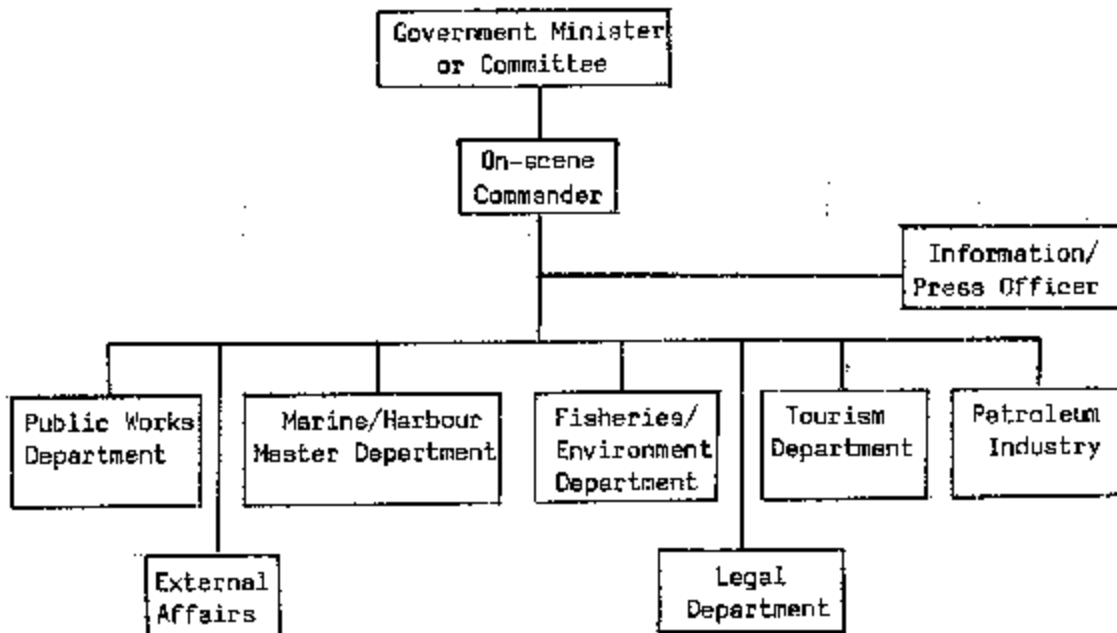 Government Minister
or Committee
On-scene
Commander
Information/
Press Officer
Public Works
Department
Marine/Harbour
Master Department
Fisheries/
Environment
Department
Tourism
Department
Petroleum
Industry
External
Affairs
Legal
Department